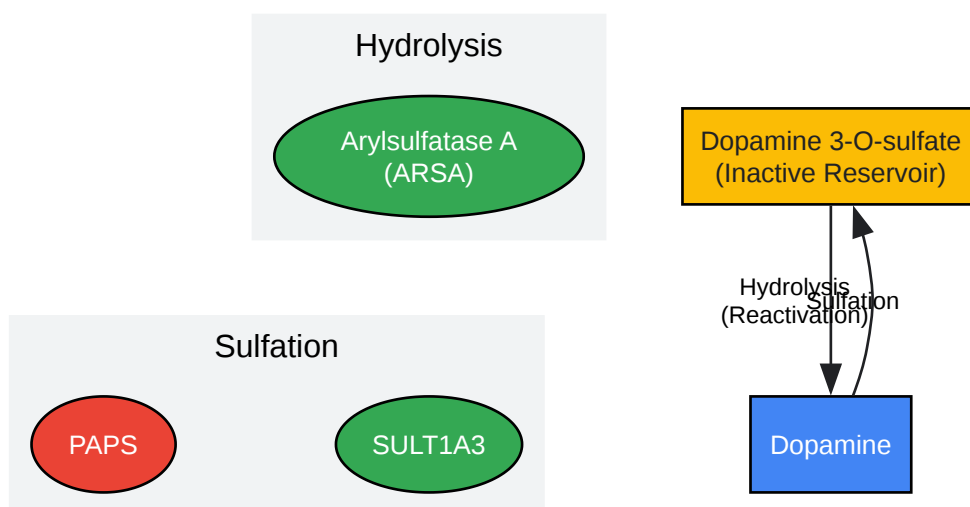 Hydrolysis
Arylsulfatase A
(ARSA)
Dopamine 3-O-sulfate
(Inactive Reservoir)
Hydrolysis
(Reactivation)
Sulfation
Sulfation
PAPS
SULT1A3
Dopamine